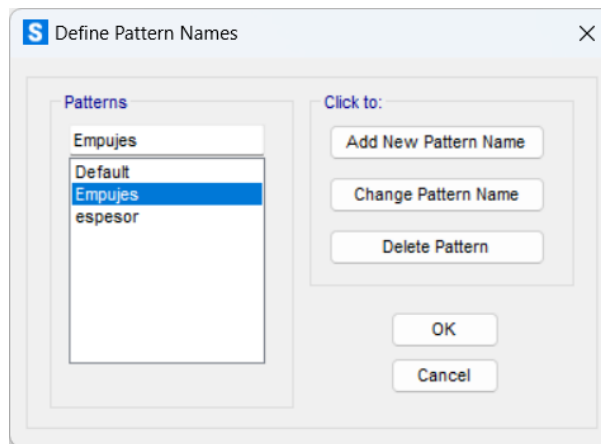 S Define Pattern Names
Patterns
Empujes
Default
Empujes
espesor
Click to:
Add New Pattern Name
Change Pattern Name
Delete Pattern
OK
Cancel